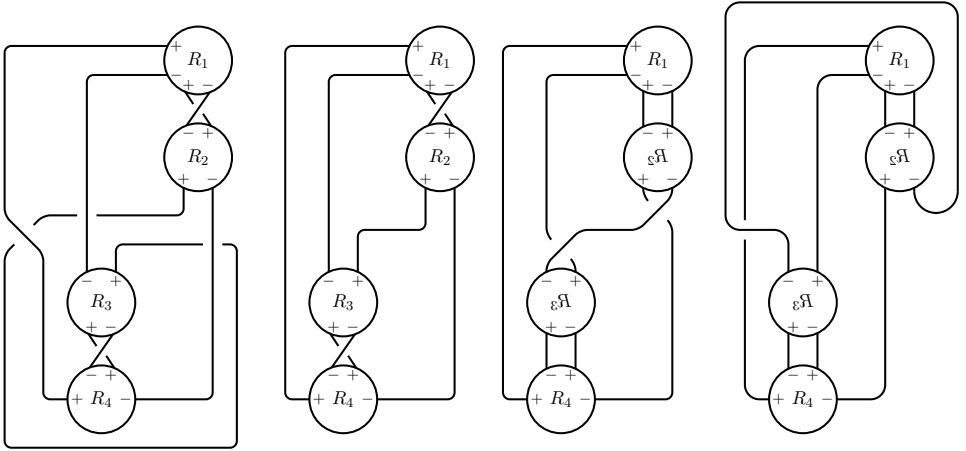 +
R₁
−
+ −
− +
R₂
+ −
− +
R₃
+ −
− +
+ R₄ −
+
R₁
−
+ −
− +
R₂
+ −
− +
R₃
+ −
− +
+ R₄ −
+
R₁
−
+ −
− +
R₂
+ −
− +
R₃
+ −
− +
+ R₄ −
+
R₁
−
+ −
− +
R₂
+ −
− +
R₃
+ −
− +
+ R₄ −